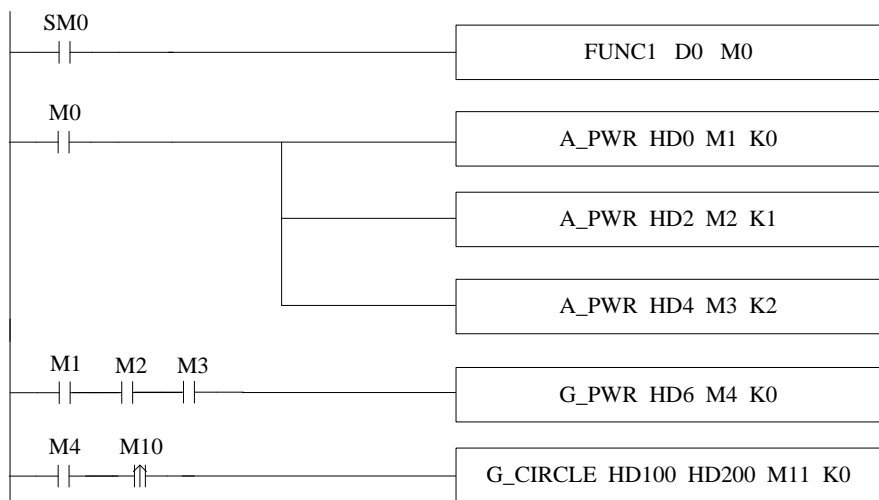 SM0
FUNC1 D0 M0
M0
A_PWR HD0 M1 K0
A_PWR HD2 M2 K1
A_PWR HD4 M3 K2
M1 M2 M3
G_PWR HD6 M4 K0
M4 M10
G_CIRCLE HD100 HD200 M11 K0